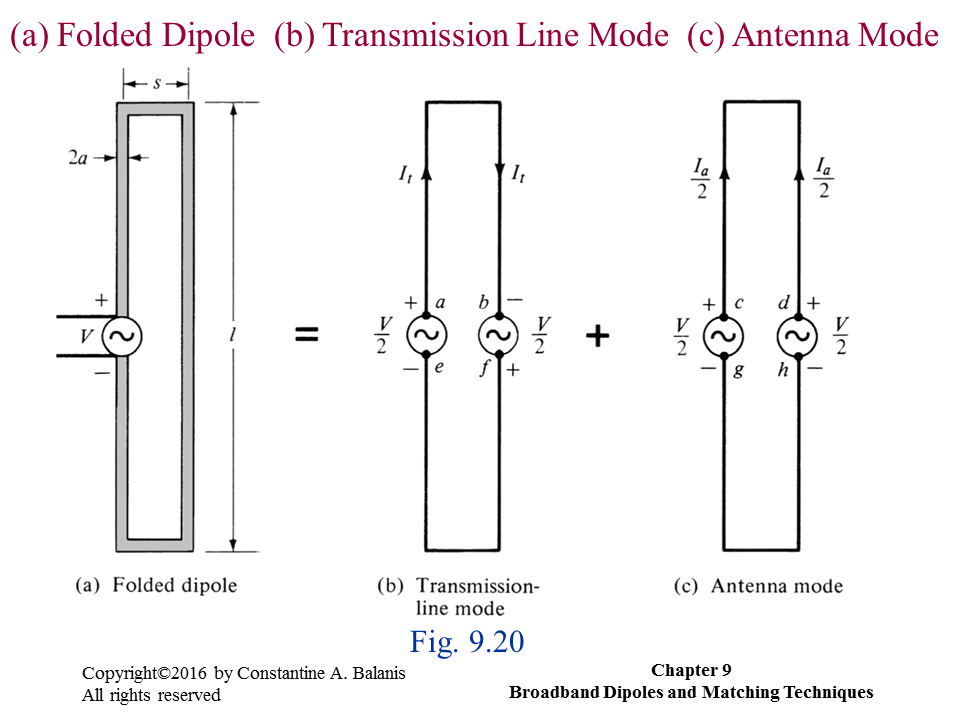 (a) Folded Dipole (b) Transmission Line Mode (c) Antenna Mode
s
2a
l
+
V
−
=
I_t
I_t
+ a
b −
V/2
V/2
− e
f +
+
I_a/2
I_a/2
+ c
d +
V/2
V/2
− g
h −
(a) Folded dipole
(b) Transmission-
line mode
(c) Antenna mode
Fig. 9.20
Copyright©2016 by Constantine A. Balanis
All rights reserved
Chapter 9
Broadband Dipoles and Matching Techniques